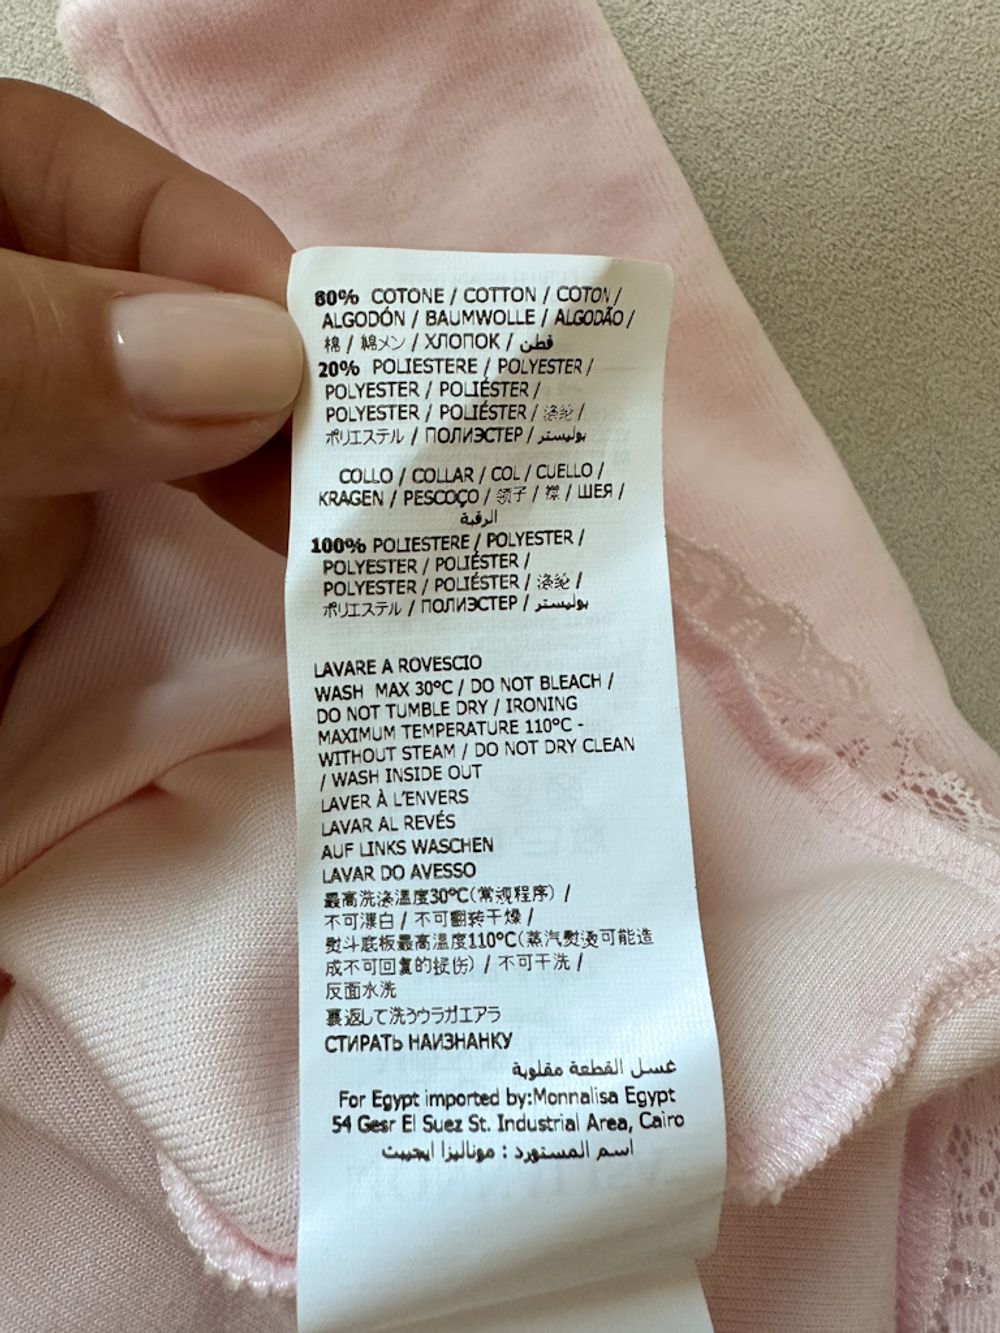 80% COTONE / COTTON / COTON /
ALGODÓN / BAUMWOLLE / ALGODÃO /
棉 / 綿メン / ХЛОПОК / قطن
20% POLIESTERE / POLYESTER /
POLYESTER / POLIÉSTER /
POLYESTER / POLIÉSTER / 涤纶 /
ポリエステル / ПОЛИЭСТЕР / بوليستر
COLLO / COLLAR / COL / CUELLO /
KRAGEN / PESCOÇO / 领子 / 襟 / ШЕЯ /
الرقبة
100% POLIESTERE / POLYESTER /
POLYESTER / POLIÉSTER /
POLYESTER / POLIÉSTER / 涤纶 /
ポリエステル / ПОЛИЭСТЕР / بوليستر
LAVARE A ROVESCIO
WASH MAX 30°C / DO NOT BLEACH /
DO NOT TUMBLE DRY / IRONING
MAXIMUM TEMPERATURE 110°C -
WITHOUT STEAM / DO NOT DRY CLEAN
/ WASH INSIDE OUT
LAVER À L'ENVERS
LAVAR AL REVÉS
AUF LINKS WASCHEN
LAVAR DO AVESSO
最高洗涤温度30°C(常规程序) /
不可漂白 / 不可翻转干燥 /
熨斗底板最高温度110°C(蒸汽熨烫可能造
成不可回复的损伤) / 不可干洗 /
反面水洗
裏返して洗うウラガエアラ
СТИРАТЬ НАИЗНАНКУ
غسل القطعة مقلوبة
For Egypt imported by:Monnalisa Egypt
54 Gesr El Suez St. Industrial Area, Cairo
اسم المستورد : موناليزا ايجيبت